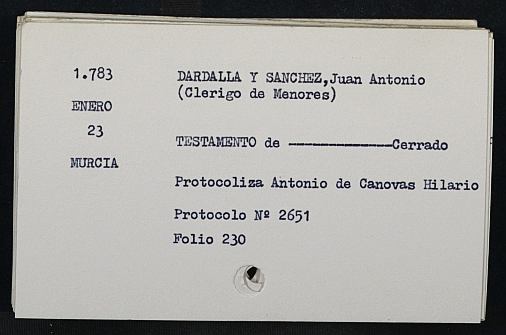 1.783
ENERO
23
MURCIA
DARDALLA Y SANCHEZ,Juan Antonio
(Clerigo de Menores)
TESTAMENTO de ----------------Cerrado
Protocoliza Antonio de Canovas Hilario
Protocolo Nº 2651
Folio 230